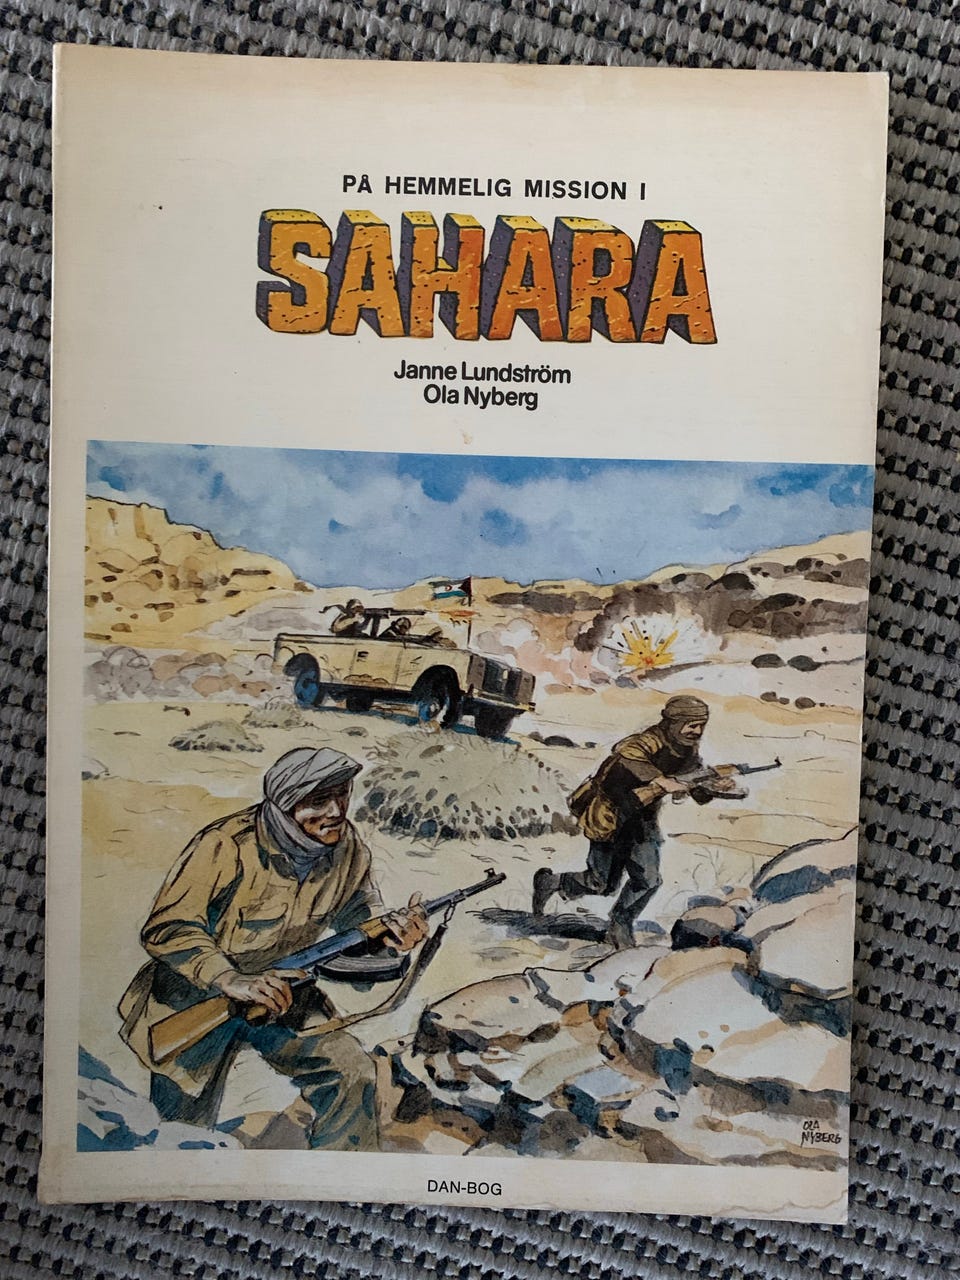 PÅ HEMMELIG MISSION I
SAHARA
Janne Lundström
Ola Nyberg
OLA
NYBERG
DAN-BOG